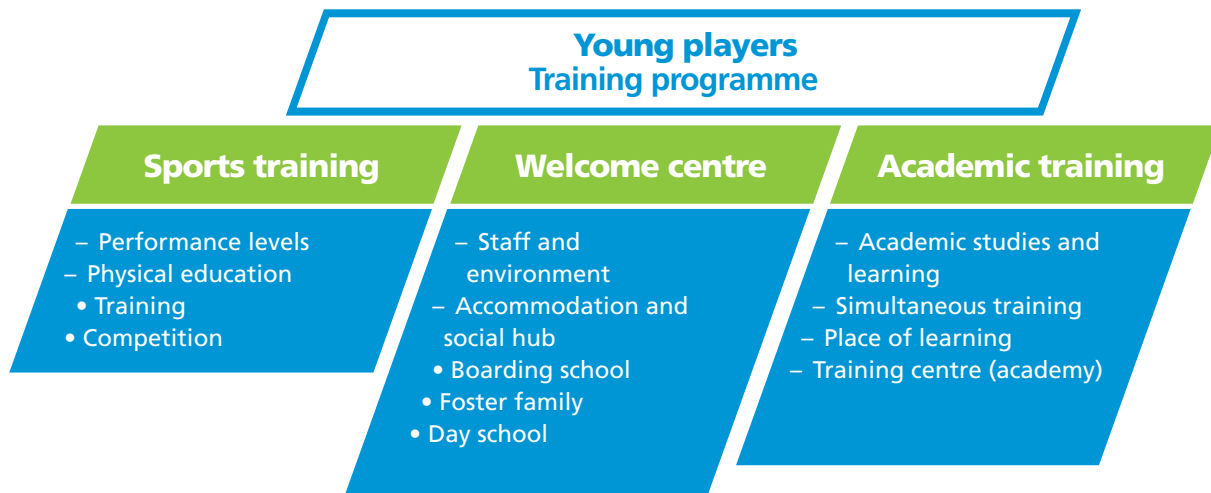 Young players
Training programme
Sports training
– Performance levels
– Physical education
• Training
• Competition
Welcome centre
– Staff and
environment
– Accommodation and
social hub
• Boarding school
• Foster family
• Day school
Academic training
– Academic studies and
learning
– Simultaneous training
– Place of learning
– Training centre (academy)